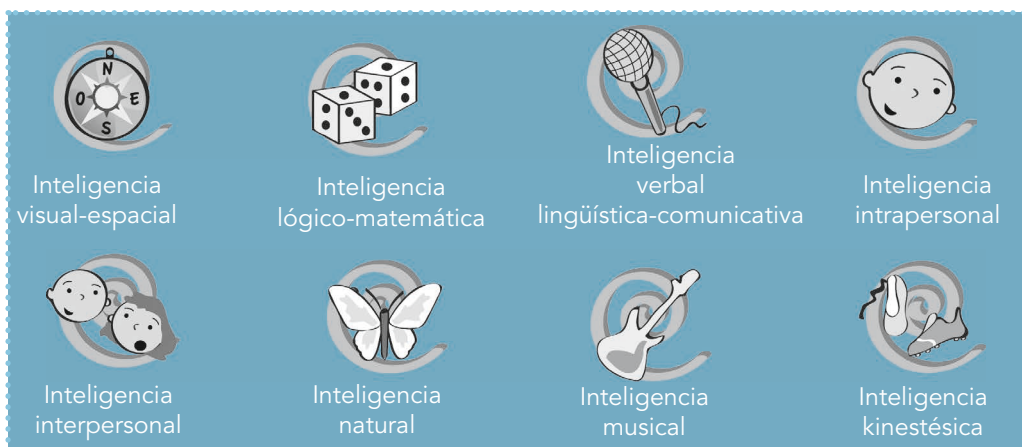 N
O E
S
Inteligencia
visual-espacial
Inteligencia
lógico-matemática
Inteligencia
verbal
lingüística-comunicativa
Inteligencia
intrapersonal
Inteligencia
interpersonal
Inteligencia
natural
Inteligencia
musical
Inteligencia
kinestésica